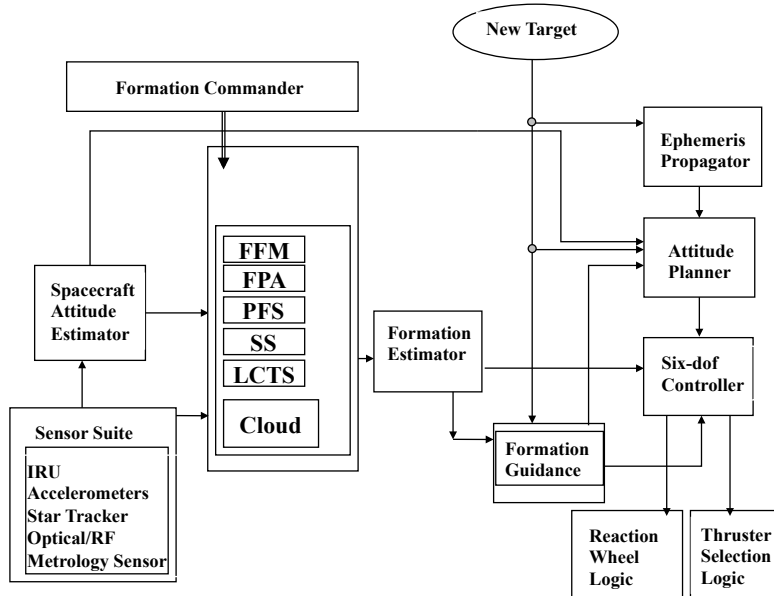 New Target
Formation Commander
Ephemeris
Propagator
FFM
FPA
PFS
SS
LCTS
Cloud
Attitude
Planner
Spacecraft
Attitude
Estimator
Formation
Estimator
Six-dof
Controller
Sensor Suite
IRU
Accelerometers
Star Tracker
Optical/RF
Metrology Sensor
Formation
Guidance
Reaction
Wheel
Logic
Thruster
Selection
Logic